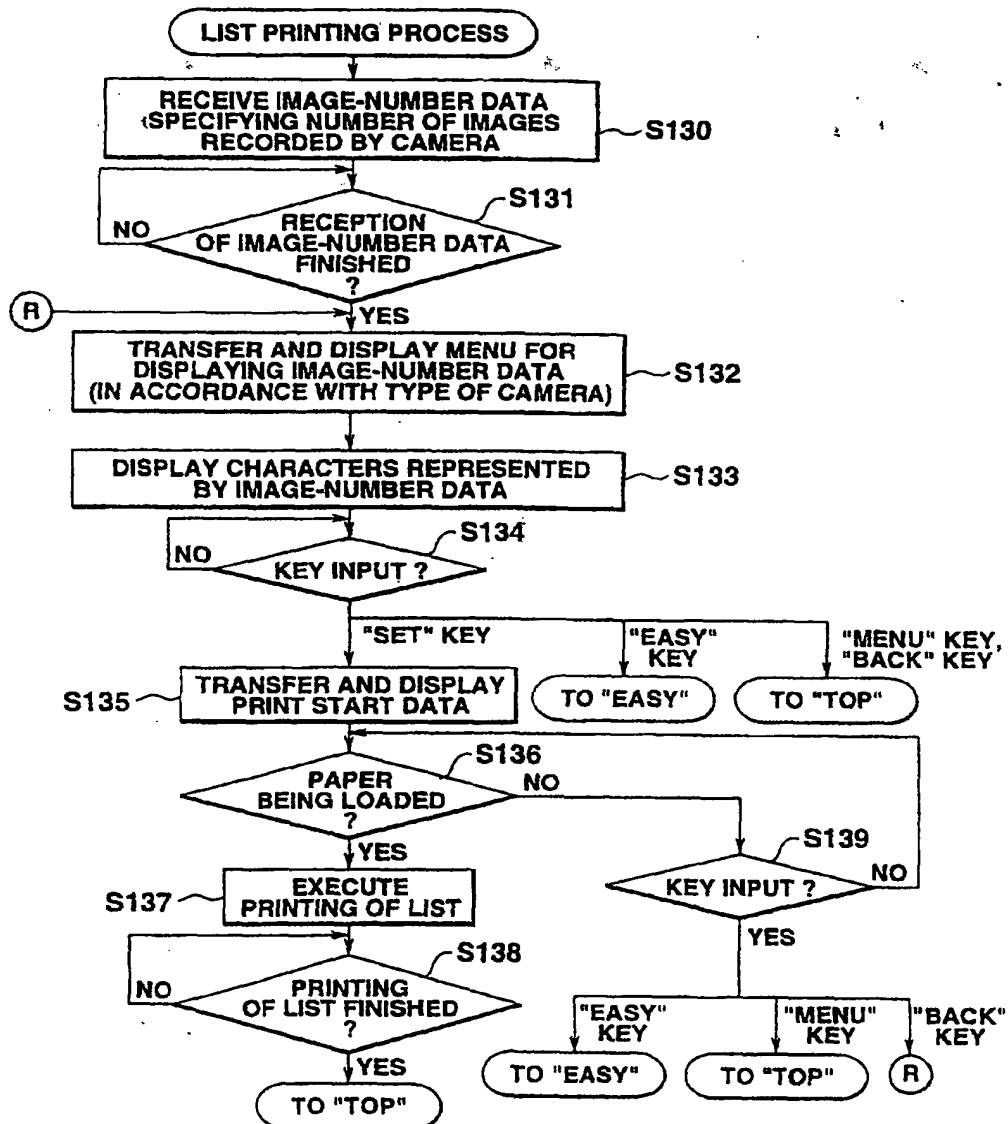 LIST PRINTING PROCESS
RECEIVE IMAGE-NUMBER DATA
(SPECIFYING NUMBER OF IMAGES
RECORDED BY CAMERA
S130
S131
NO
RECEPTION
OF IMAGE-NUMBER DATA
FINISHED
?
R
YES
TRANSFER AND DISPLAY MENU FOR
DISPLAYING IMAGE-NUMBER DATA
(IN ACCORDANCE WITH TYPE OF CAMERA)
S132
DISPLAY CHARACTERS REPRESENTED
BY IMAGE-NUMBER DATA
S133
S134
NO
KEY INPUT ?
"SET" KEY
"EASY"
KEY
"MENU" KEY,
"BACK" KEY
TO "EASY"
TO "TOP"
S135
TRANSFER AND DISPLAY
PRINT START DATA
S136
PAPER
BEING LOADED
?
NO
YES
S139
KEY INPUT ?
NO
YES
S137
EXECUTE
PRINTING OF LIST
S138
NO
PRINTING
OF LIST FINISHED
?
YES
TO "TOP"
"EASY"
KEY
"MENU"
KEY
"BACK"
KEY
TO "EASY"
TO "TOP"
R